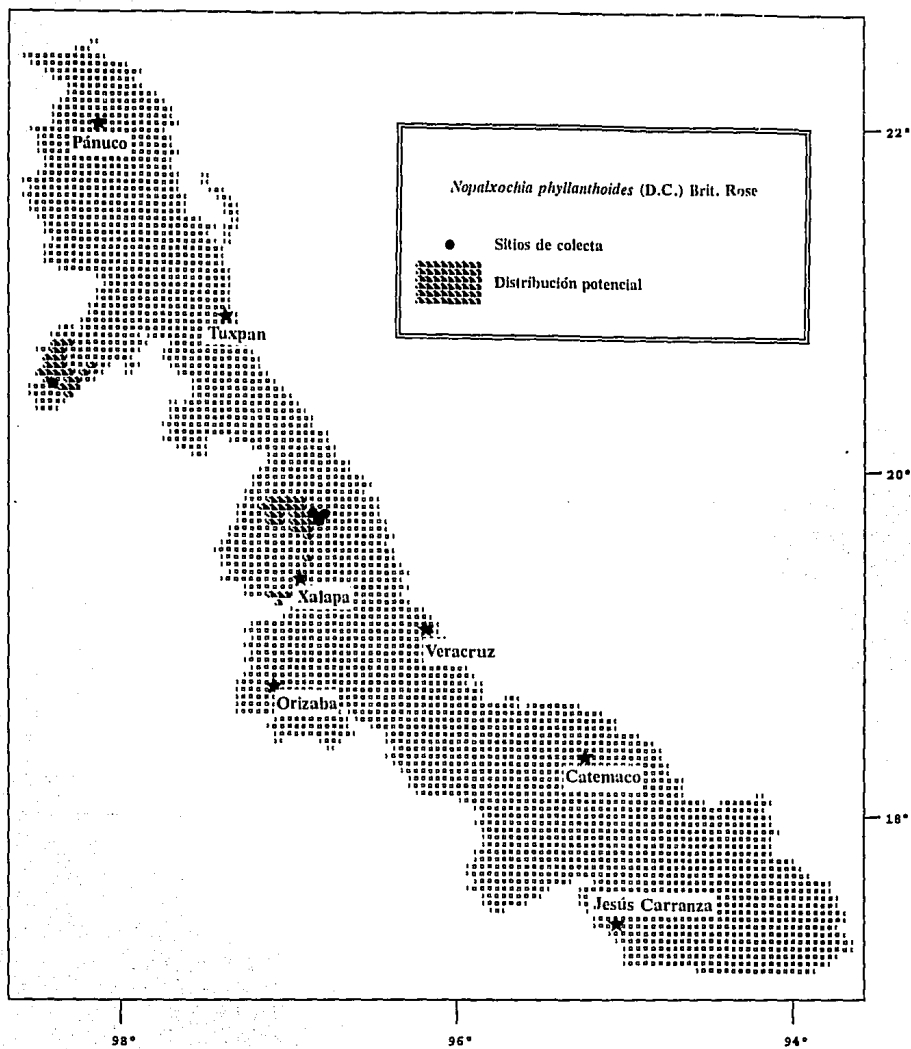 Pánuco
22°
Nopalxochia phyllanthoides (D.C.) Brit. Rose
Sitios de colecta
Distribución potencial
Tuxpan
20°
Xalapa
Veracruz
Orizaba
Catemaco
18°
Jesús Carranza
98°
96°
94°